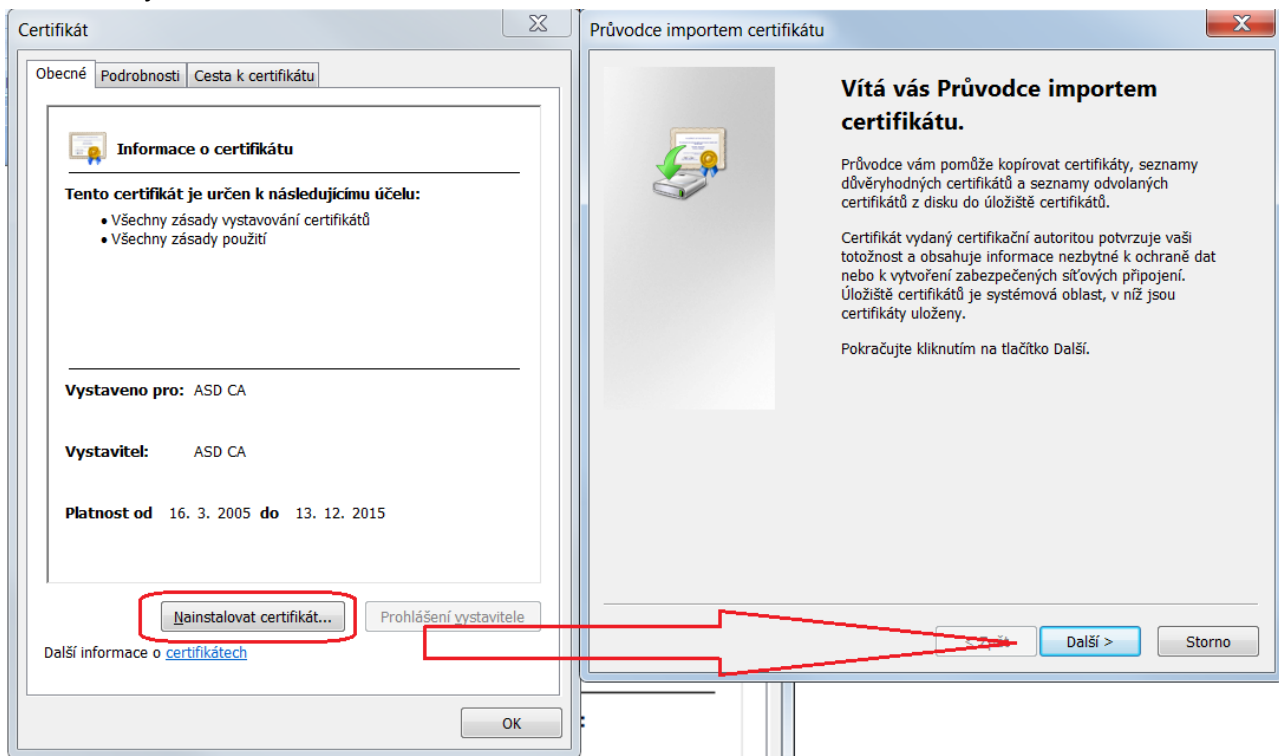 Certifikát
Obecné Podrobnosti Cesta k certifikátu
Informace o certifikátu
Tento certifikát je určen k následujícímu účelu:
• Všechny zásady vystavování certifikátů
• Všechny zásady použití
Vystaveno pro: ASD CA
Vystavitel: ASD CA
Platnost od 16. 3. 2005 do 13. 12. 2015
Nainstalovat certifikát... Prohlášení vystavitele
Další informace o certifikátech
OK
Průvodce importem certifikátu
Vítá vás Průvodce importem
certifikátu.
Průvodce vám pomůže kopírovat certifikáty, seznamy
důvěryhodných certifikátů a seznamy odvolaných
certifikátů z disku do úložiště certifikátů.
Certifikát vydaný certifikační autoritou potvrzuje vaši
totožnost a obsahuje informace nezbytné k ochraně dat
nebo k vytvoření zabezpečených síťových připojení.
Úložiště certifikátů je systémová oblast, v níž jsou
certifikáty uloženy.
Pokračujte kliknutím na tlačítko Další.
Další > Storno